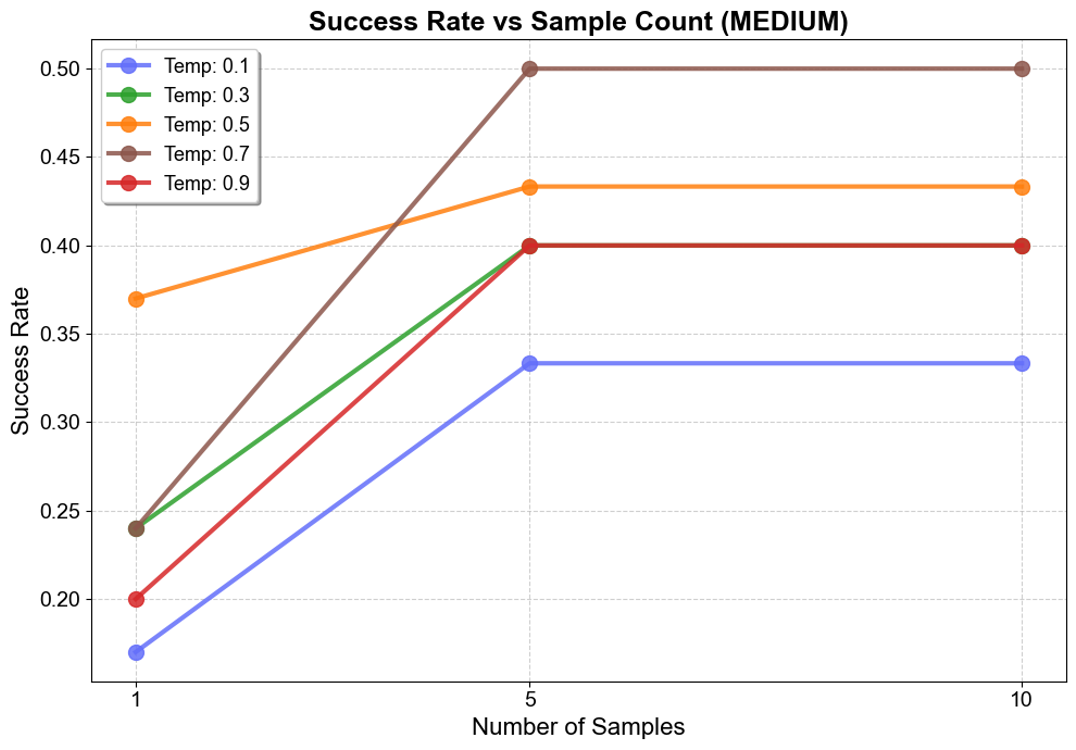 Success Rate vs Sample Count (MEDIUM)
Temp: 0.1
Temp: 0.3
Temp: 0.5
Temp: 0.7
Temp: 0.9
Success Rate
0.50
0.45
0.40
0.35
0.30
0.25
0.20
1 5 10
Number of Samples